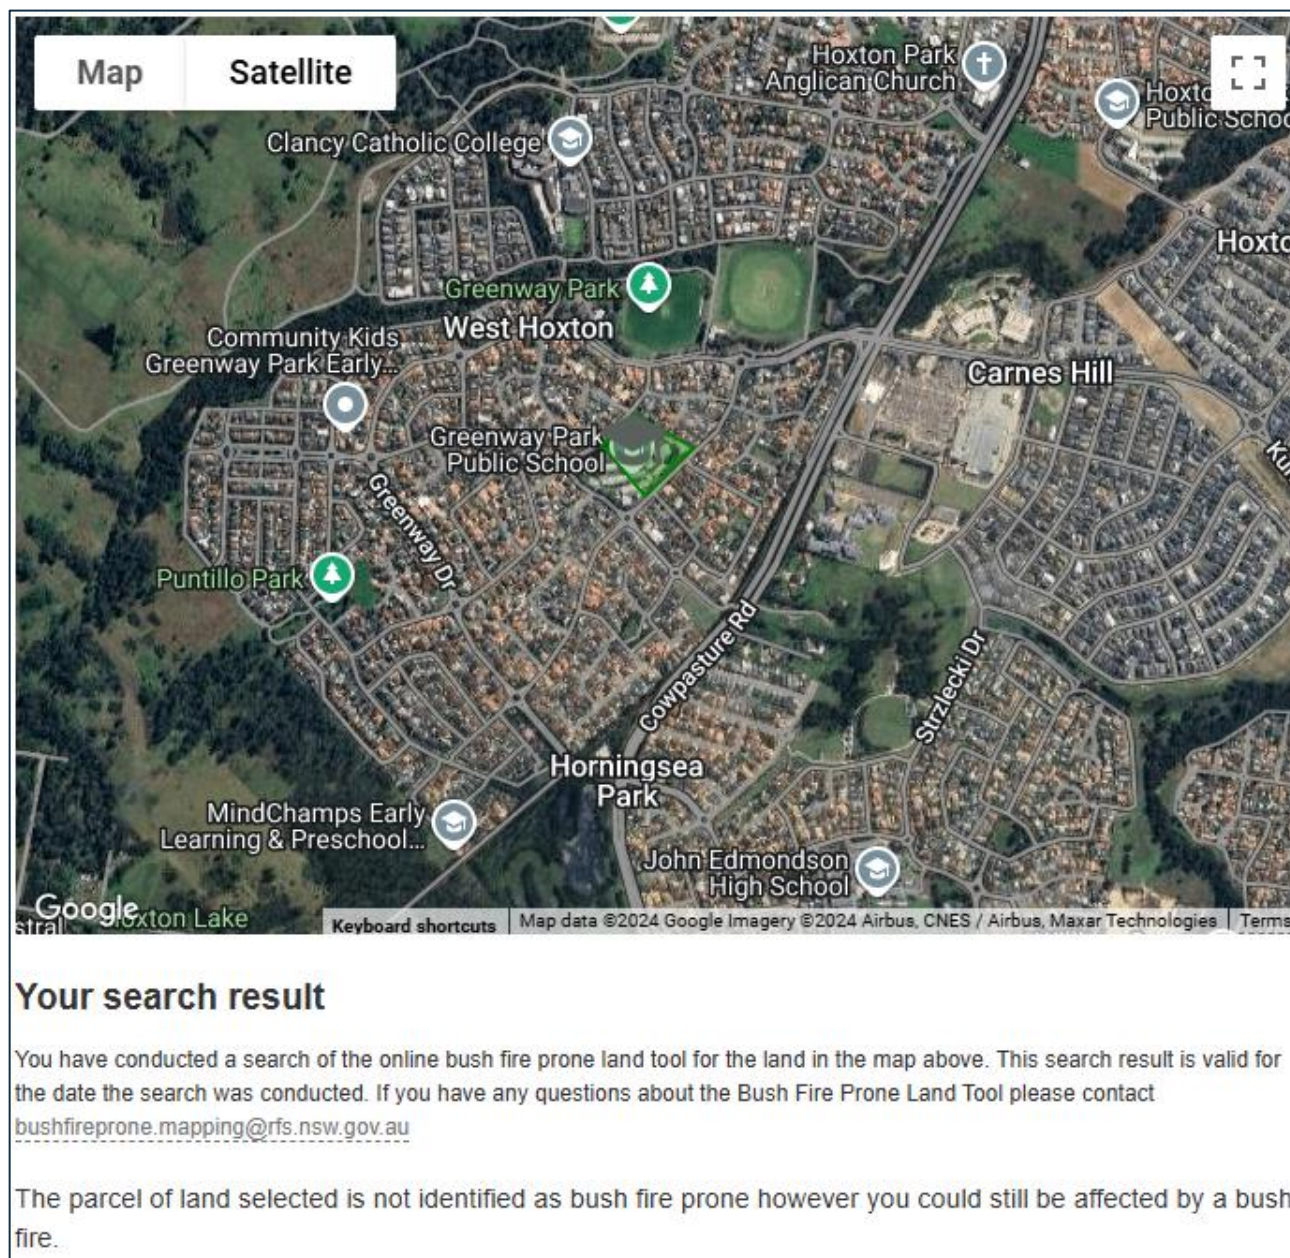 Map
Satellite
Hoxton Park
Anglican Church
Public School
Clancy Catholic College
Greenway Park
West Hoxton
Community Kids ...
Greenway Park Early...
Carnes Hill
Greenway Park
Public School
Greenway Dr
Puntillo Park
Cowpasture Rd
Strzlecki Dr
Horningsea
Park
MindChamps Early
Learning & Preschool...
John Edmondson
High School
Google
oxton Lake
Keyboard shortcuts
Map data ©2024 Google Imagery ©2024 Airbus, CNES / Airbus, Maxar Technologies
Terms
Your search result
You have conducted a search of the online bush fire prone land tool for the land in the map above. This search result is valid for
the date the search was conducted. If you have any questions about the Bush Fire Prone Land Tool please contact
bushfireprone.mapping@rfs.nsw.gov.au
The parcel of land selected is not identified as bush fire prone however you could still be affected by a bush
fire.